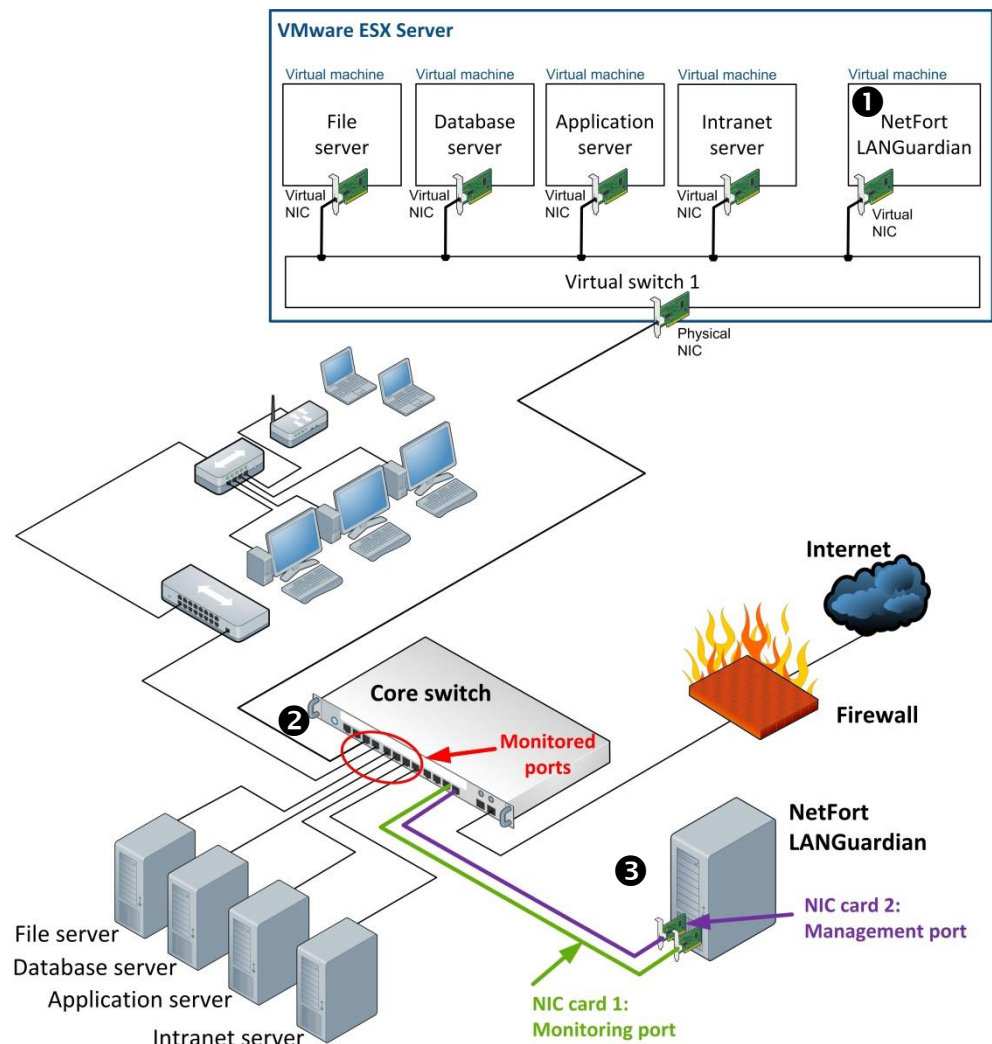 VMware ESX Server
Virtual machine
Virtual machine
Virtual machine
Virtual machine
Virtual machine
❶
File
server
Database
server
Application
server
Intranet
server
NetFort
LANGuardian
Virtual
NIC
Virtual
NIC
Virtual
NIC
Virtual
NIC
Virtual
NIC
Virtual switch 1
Physical
NIC
Internet
Firewall
Core switch
❷
Monitored
ports
NetFort
LANGuardian
❸
NIC card 2:
Management port
NIC card 1:
Monitoring port
File server
Database server
Application server
Intranet server